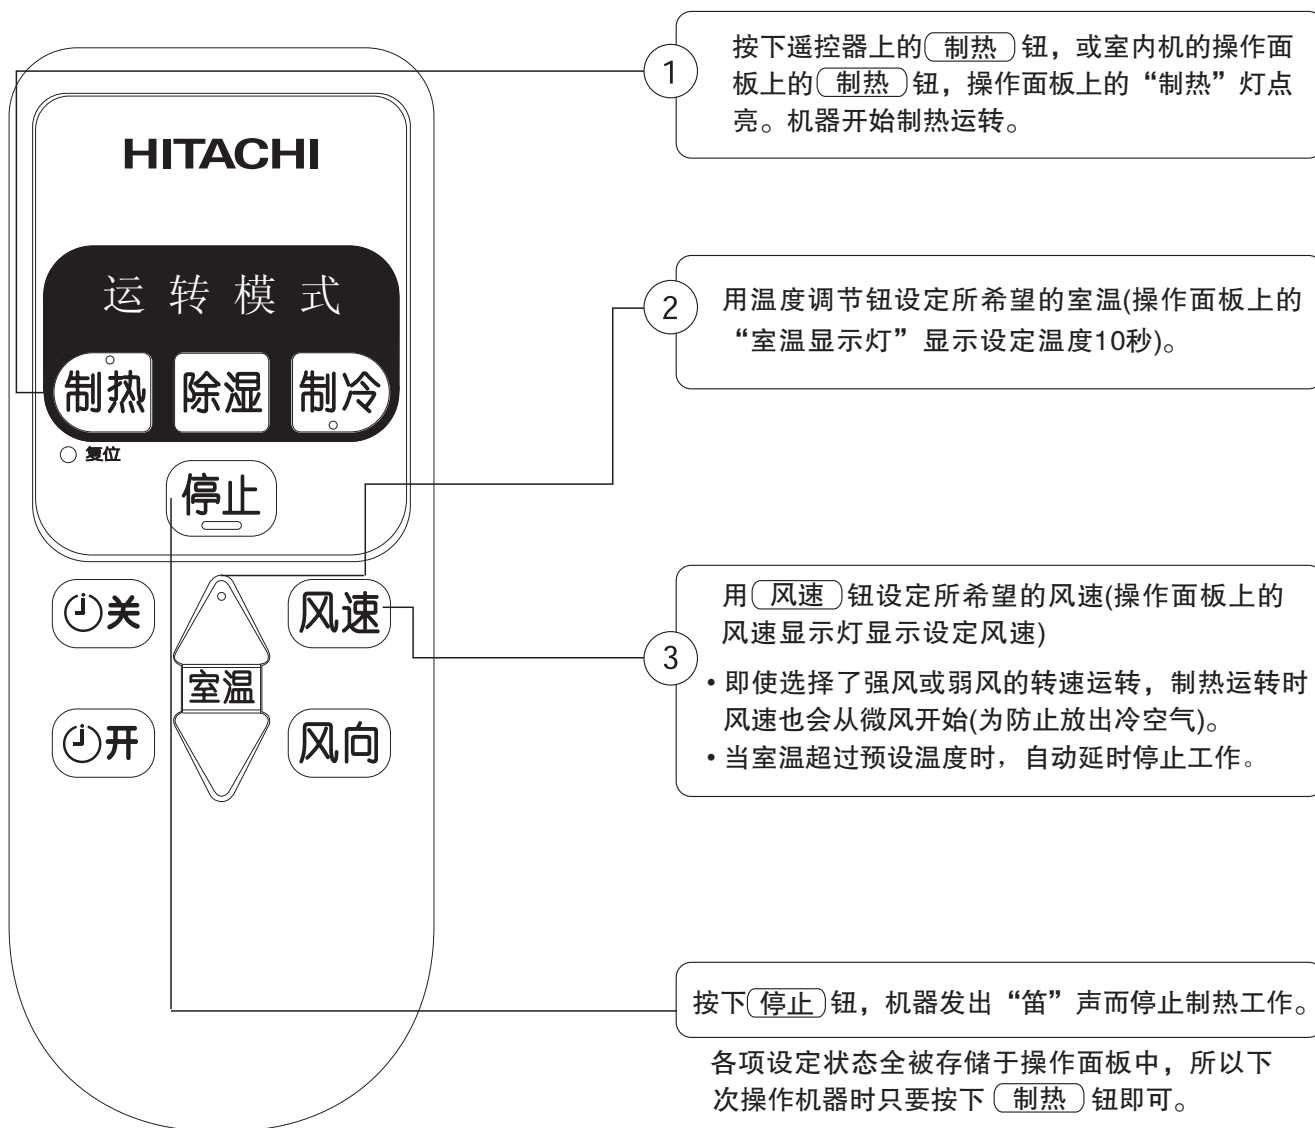 HITACHI
运转模式
制热 除湿 制冷
复位
停止
关 风速
室温
开 风向
1
按下遥控器上的 制热 钮，或室内机的操作面
板上的 制热 钮，操作面板上的“制热”灯点
亮。机器开始制热运转。
2
用温度调节钮设定所希望的室温(操作面板上的
“室温显示灯”显示设定温度10秒)。
3
用 风速 钮设定所希望的风速(操作面板上的
风速显示灯显示设定风速)
•即使选择了强风或弱风的转速运转，制热运转时
风速也会从微风开始(为防止放出冷空气)。
•当室温超过预设温度时，自动延时停止工作。
按下 停止 钮，机器发出“笛”声而停止制热工作。
各项设定状态全被存储于操作面板中，所以下
次操作机器时只要按下 制热 钮即可。